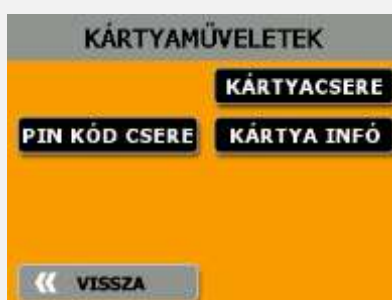 KÁRTYAMŰVELETEK
KÁRTYACSERE
PIN KÓD CSERE
KÁRTYA INFÓ
VISSZA